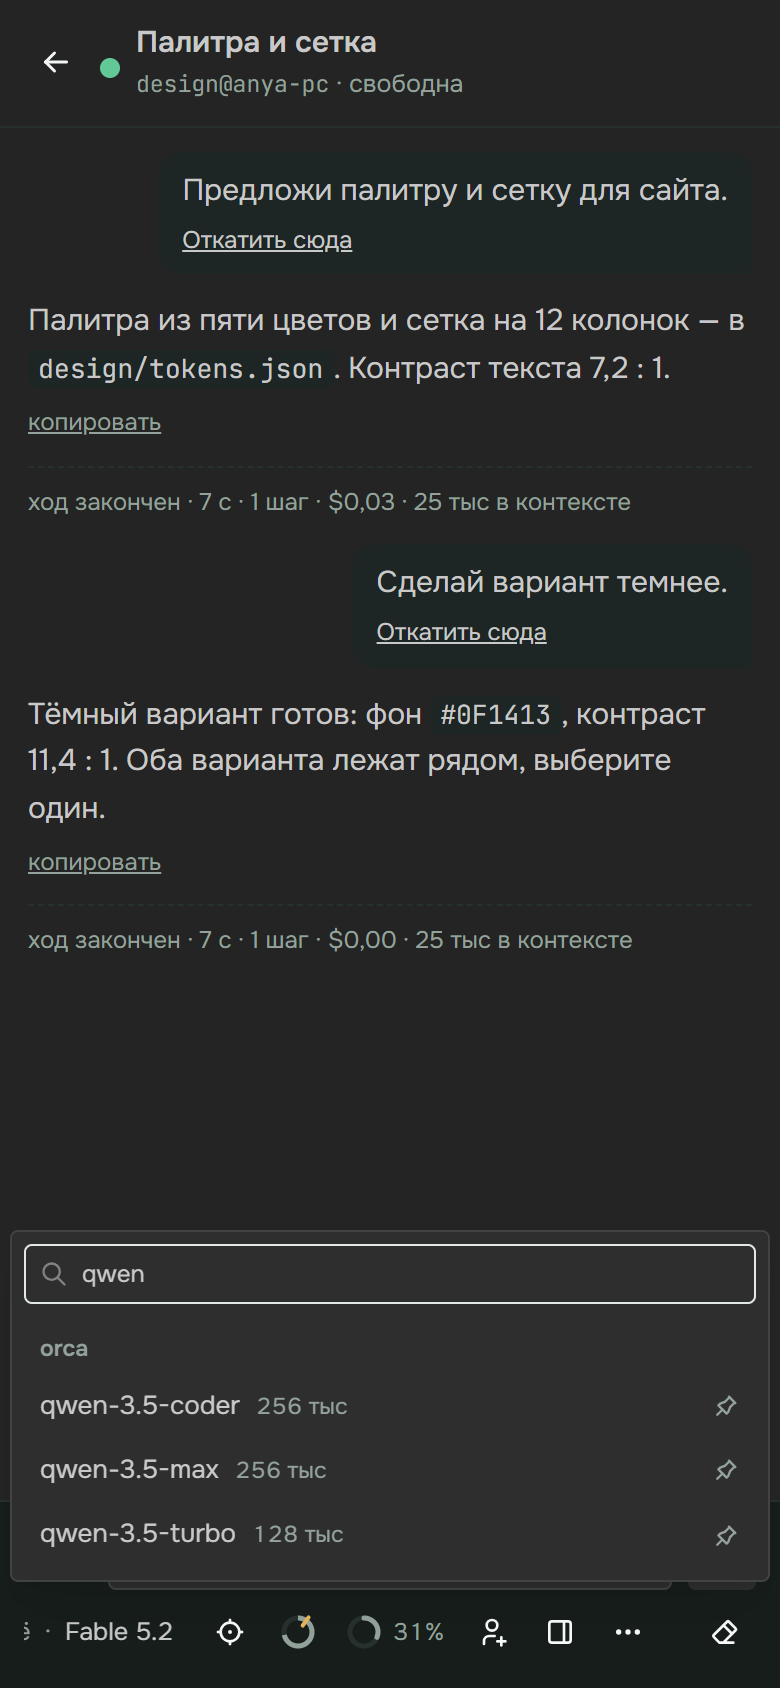 Палитра и сетка
design@anya-pc · свободна
Предложи палитру и сетку для сайта.
Откатить сюда
Палитра из пяти цветов и сетка на 12 колонок — в
design/tokens.json . Контраст текста 7,2 : 1.
копировать
ход закончен · 7 с · 1 шаг · $0,03 · 25 тыс в контексте
Сделай вариант темнее.
Откатить сюда
Тёмный вариант готов: фон #0F1413 , контраст
11,4 : 1. Оба варианта лежат рядом, выберите
один.
копировать
ход закончен · 7 с · 1 шаг · $0,00 · 25 тыс в контексте
qwen
orca
qwen-3.5-coder 256 тыс
qwen-3.5-max 256 тыс
qwen-3.5-turbo 128 тыс
· Fable 5.2 31%